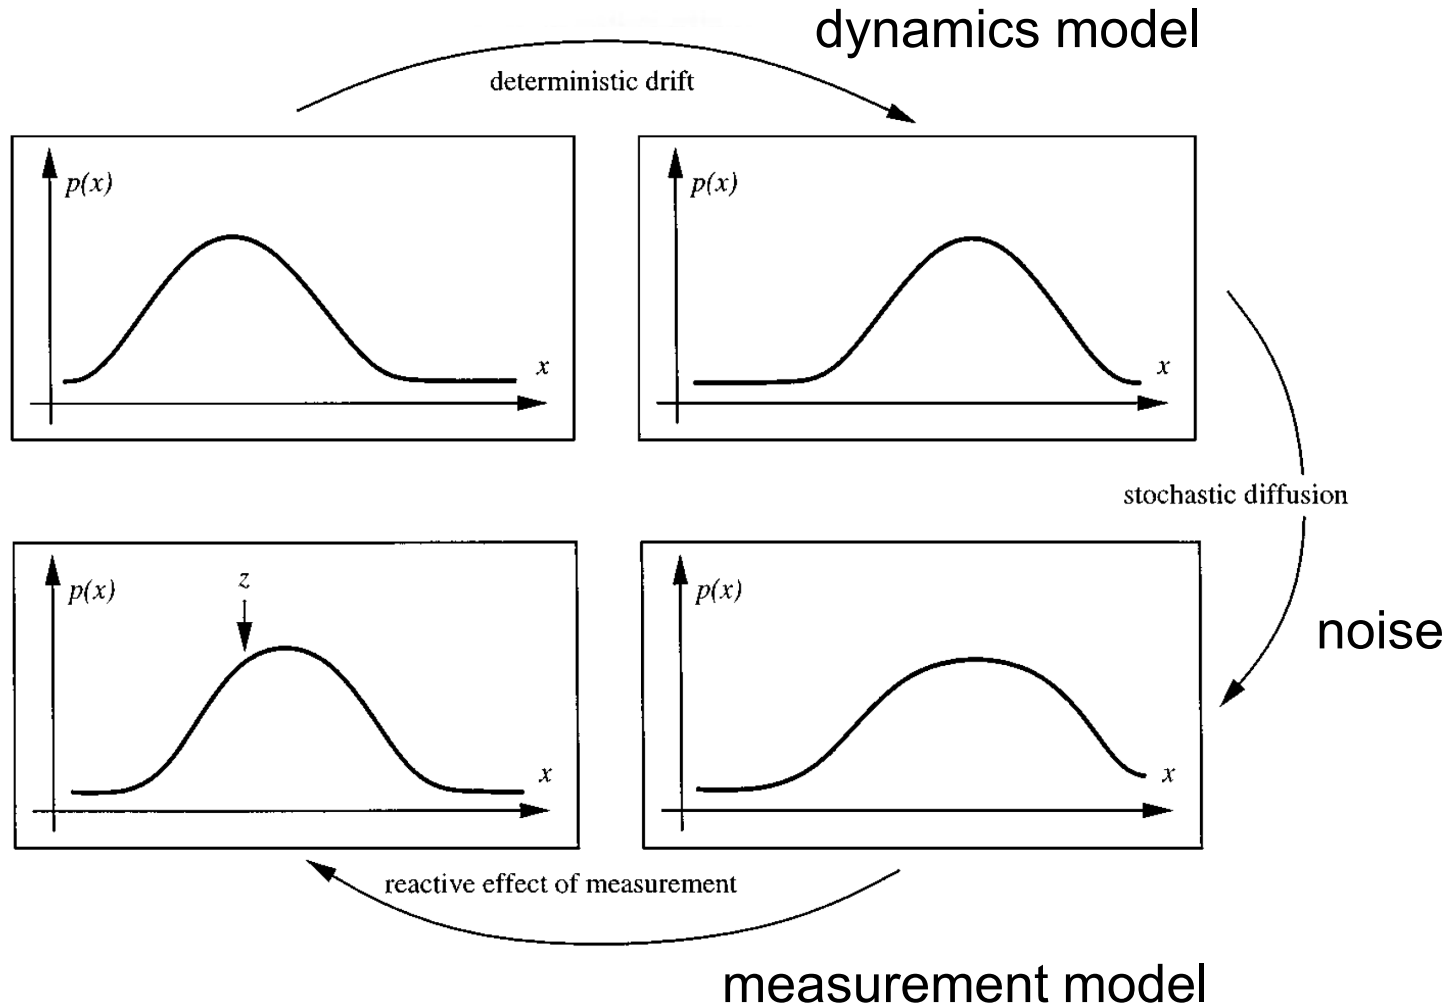 dynamics model
deterministic drift
p(x)
x
p(x)
x
stochastic diffusion
z
p(x)
x
p(x)
x
noise
reactive effect of measurement
measurement model